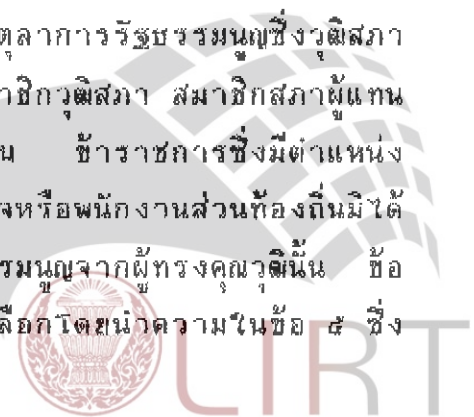 ตุลาการรัฐธรรมนูญซึ่งวุฒิสภา
าชิกวุฒิสภา สมาชิกสภาผู้แทน
น ข้าราชการซึ่งมีตำแหน่ง
จหรือพนักงานส่วนท้องถิ่นมิได้
รมนูญจากผู้ทรงคุณวุฒินั้น ข้อ
ลือกโดยนำความในข้อ ๕ ซึ่ง
LIRT